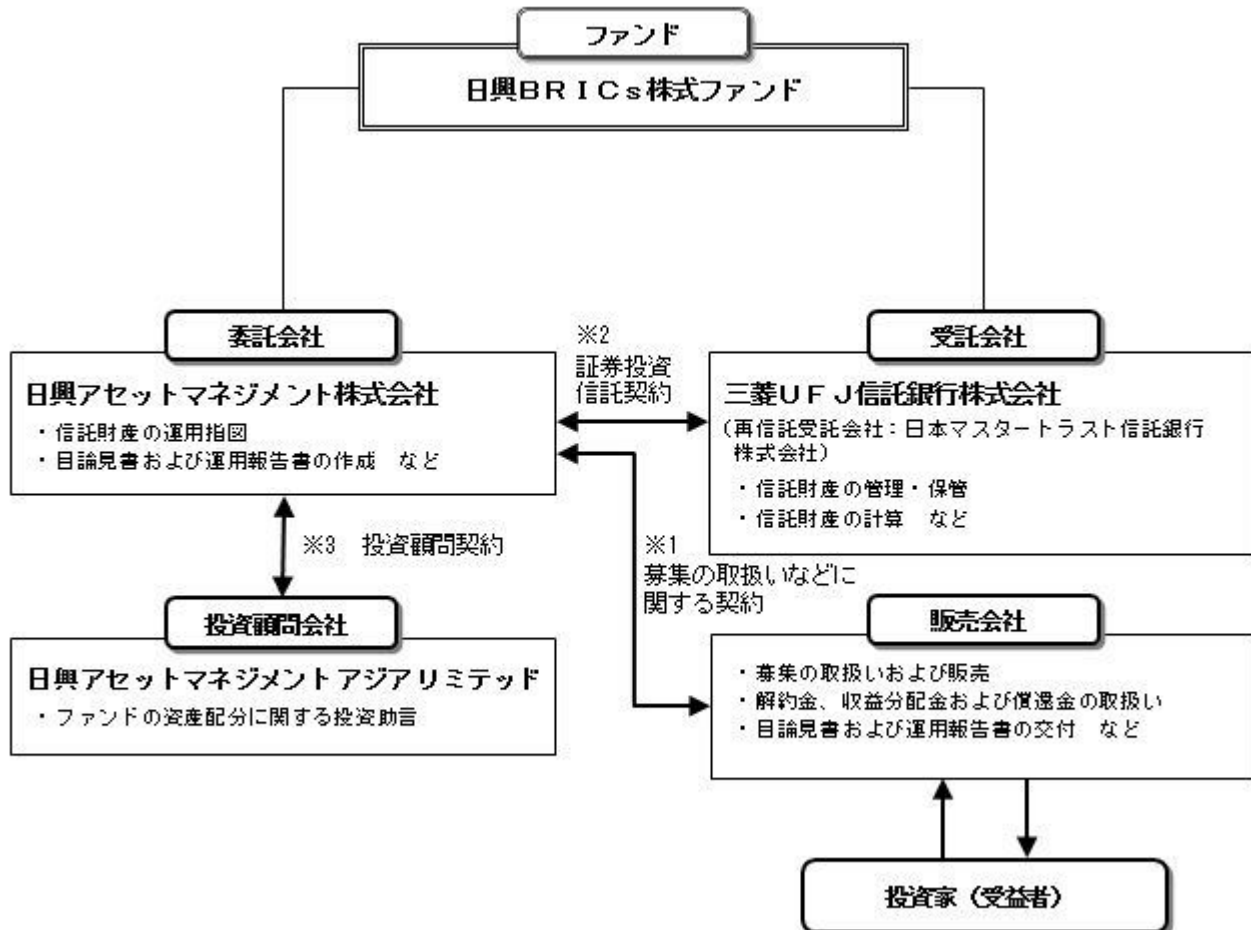 ファンド
日興BRICs株式ファンド
委託会社
日興アセットマネジメント株式会社
・信託財産の運用指図
・目論見書および運用報告書の作成　など
※2
証券投資
信託契約
受託会社
三菱UFJ信託銀行株式会社
(再信託受託会社:日本マスタートラスト信託銀行
株式会社)
・信託財産の管理・保管
・信託財産の計算　など
※3　投資顧問契約
※1
募集の取扱いなどに
関する契約
投資顧問会社
日興アセットマネジメント アジア リミテッド
・ファンドの資産配分に関する投資助言
販売会社
・募集の取扱いおよび販売
・解約金、収益分配金および償還金の取扱い
・目論見書および運用報告書の交付　など
投資家(受益者)